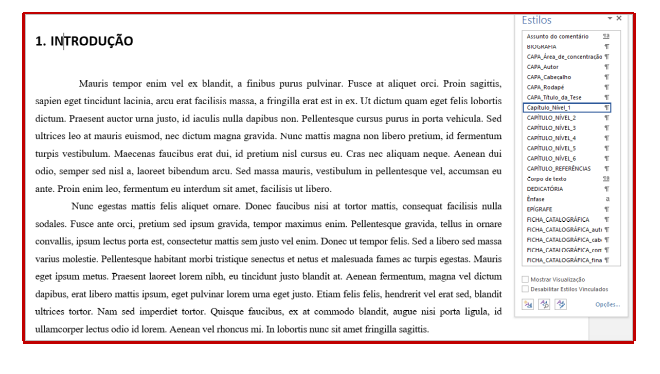 Estilos
1. INTRODUÇÃO
Mauris tempor enim vel ex blandit, a finibus purus pulvinar. Fusce at aliquet orci. Proin sagittis,
sapien eget tincidunt lacinia, arcu erat facilisis massa, a fringilla erat est in ex. Ut dictum quam eget felis lobortis
dictum. Praesent auctor urna justo, id iaculis nulla dapibus non. Pellentesque cursus purus in porta vehicula. Sed
ultrices leo at mauris euismod, nec dictum magna gravida. Nunc mattis magna non libero pretium, id fermentum
turpis vestibulum. Maecenas faucibus erat dui, id pretium nisl cursus eu. Cras nec aliquam neque. Aenean dui
odio, semper sed nisl a, laoreet bibendum arcu. Sed massa mauris, vestibulum in pellentesque vel, accumsan eu
ante. Proin enim leo, fermentum eu interdum sit amet, facilisis ut libero.
Nunc egestas mattis felis aliquet ornare. Donec faucibus nisi at tortor mattis, consequat facilisis nulla
sodales. Fusce ante orci, pretium sed ipsum gravida, tempor maximus enim. Pellentesque gravida, tellus in ornare
convallis, ipsum lectus porta est, consectetur mattis sem justo vel enim. Donec ut tempor felis. Sed a libero sed massa
varius molestie. Pellentesque habitant morbi tristique senectus et netus et malesuada fames ac turpis egestas. Mauris
eget ipsum metus. Praesent laoreet lorem nibh, eu tincidunt justo blandit at. Aenean fermentum, magna vel dictum
dapibus, erat libero mattis ipsum, eget pulvinar lorem urna eget justo. Etiam felis felis, hendrerit vel erat sed, blandit
ultrices tortor. Nam sed imperdiet tortor. Quisque faucibus, ex at commodo blandit, augue nisi porta ligula, id
ullamcorper lectus odio id lorem. Aenean vel rhoncus mi. In lobortis nunc sit amet fringilla sagittis.
Assunto do comentário
BIOGRAFIA
CAPA_Área_de_concentração
CAPA_Autor
CAPA_Cabeçalho
CAPA_Rodapé
CAPA_Título_da_Tese
Capítulo_Nível_1
CAPÍTULO_NÍVEL_2
CAPÍTULO_NÍVEL_3
CAPÍTULO_NÍVEL_4
CAPÍTULO_NÍVEL_5
CAPÍTULO_NÍVEL_6
CAPÍTULO_REFERÊNCIAS
Corpo de texto
DEDICATÓRIA
Ênfase
EPÍGRAFE
FICHA_CATALOGRÁFICA
FICHA_CATALOGRÁFICA_aut
FICHA_CATALOGRÁFICA_cab
FICHA_CATALOGRÁFICA_com
FICHA_CATALOGRÁFICA_fina
Mostrar Visualização
Desabilitar Estilos Vinculados
Opções...